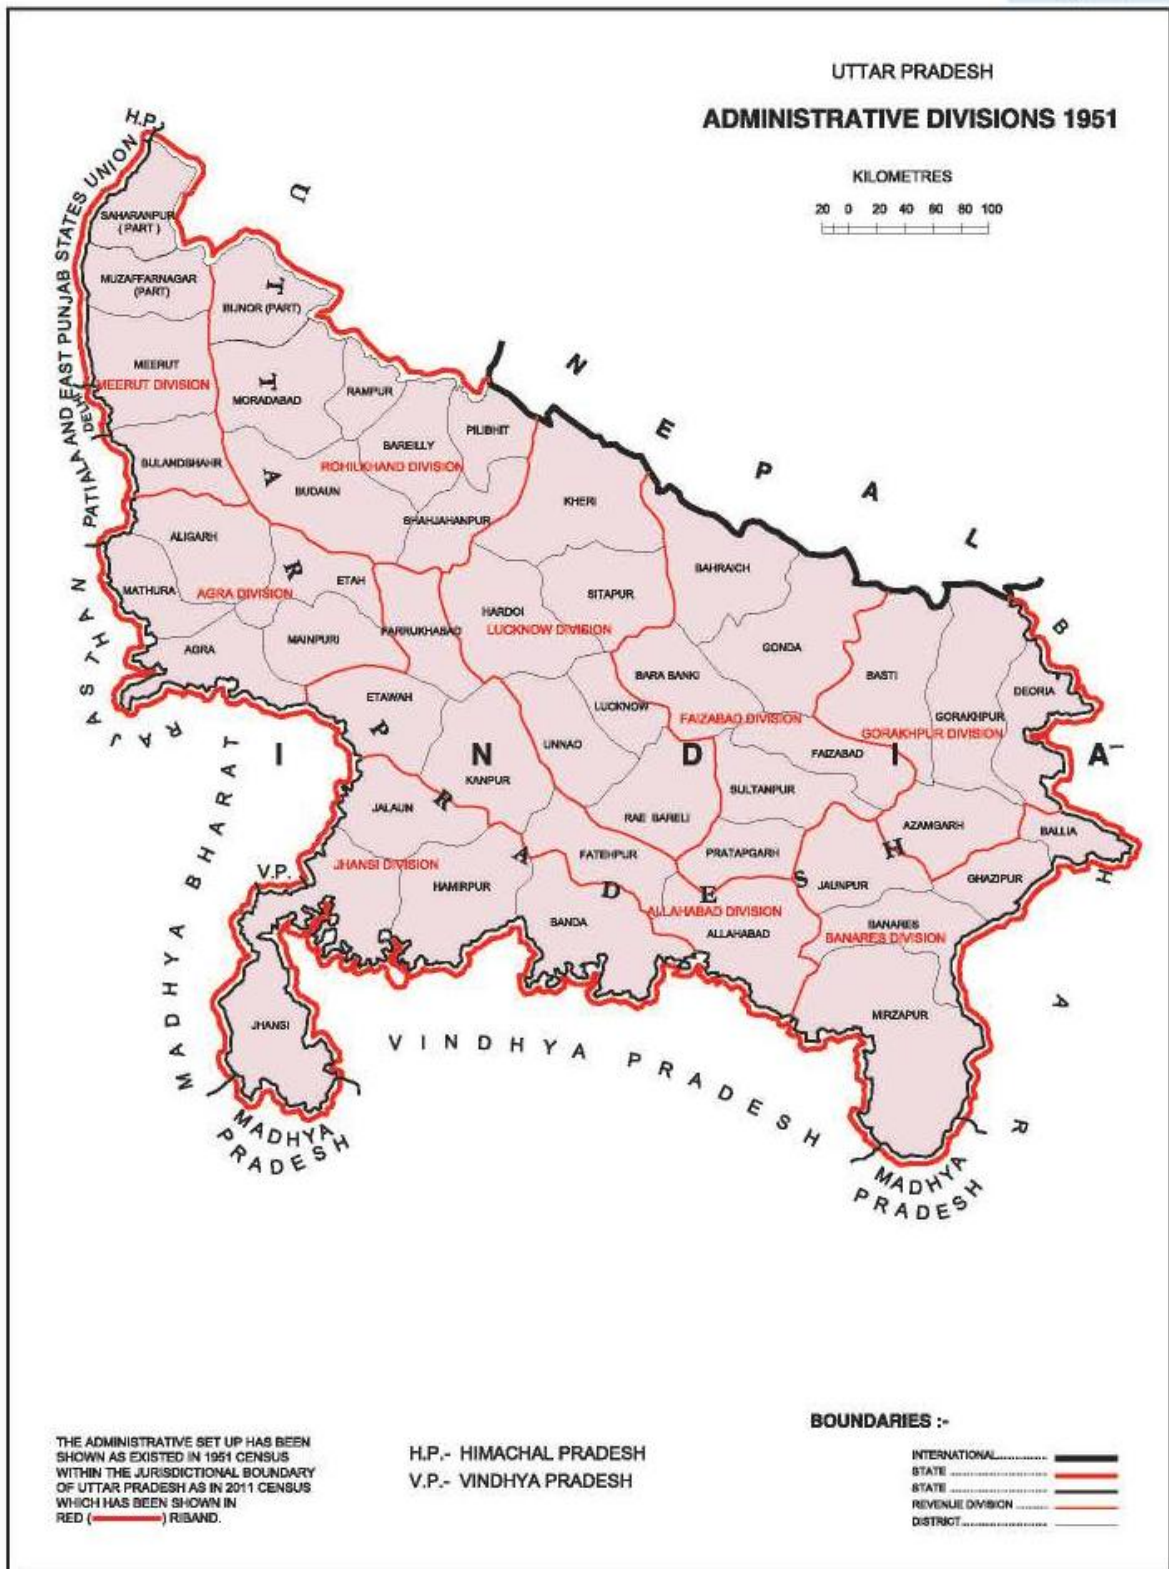 UTTAR PRADESH
ADMINISTRATIVE DIVISIONS 1951
KILOMETRES
20 0 20 40 60 80 100
H.P.
PATIALA AND EAST PUNJAB STATES UNION
DELHI
RAJASTHAN
RAJASTHAN
MADHYA BHARAT
V.P.
MADHYA
PRADESH
VINDHYA PRADESH
MADHYA
PRADESH
BIHAR
NEPAL
INDIA
UTTAR PRADESH
SAHARANPUR
(PART)
MUZAFFARNAGAR
(PART)
BIJNOR (PART)
MEERUT
MEERUT DIVISION
MORADABAD
RAMPUR
BAREILLY
PILIBHIT
ROHILKHAND DIVISION
BULANDSHAHR
BUDAUN
SHAHJAHANPUR
KHERI
ALIGARH
MATHURA
AGRA DIVISION
ETAH
FARRUKHABAD
HARDOI
SITAPUR
LUCKNOW DIVISION
BAHRAICH
GONDA
AGRA
MAINPURI
ETAWAH
BARA BANKI
LUCKNOW
FAIZABAD DIVISION
BASTI
GORAKHPUR
DEORIA
GORAKHPUR DIVISION
UNNAO
KANPUR
FAIZABAD
SULTANPUR
JALAUN
RAE BARELI
AZAMGARH
BALLIA
JHANSI DIVISION
HAMIRPUR
FATEHPUR
PRATAPGARH
JAUNPUR
GHAZIPUR
BANDA
ALLAHABAD DIVISION
ALLAHABAD
BANARES
BANARES DIVISION
JHANSI
MIRZAPUR
THE ADMINISTRATIVE SET UP HAS BEEN
SHOWN AS EXISTED IN 1951 CENSUS
WITHIN THE JURISDICTIONAL BOUNDARY
OF UTTAR PRADESH AS IN 2011 CENSUS
WHICH HAS BEEN SHOWN IN
RED ( ) RIBAND.
H.P.- HIMACHAL PRADESH
V.P.- VINDHYA PRADESH
BOUNDARIES :-
INTERNATIONAL
STATE
STATE
REVENUE DIVISION
DISTRICT